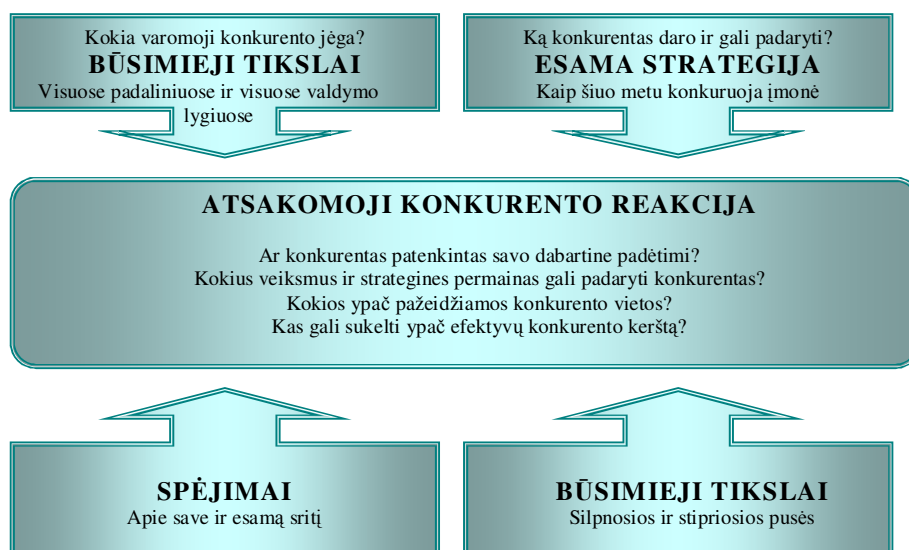 Kokia varomoji konkurento jėga?
BŪSIMIEJI TIKSLAI
Visuose padaliniuose ir visuose valdymo
lygiuose
Ką konkurentas daro ir gali padaryti?
ESAMA STRATEGIJA
Kaip šiuo metu konkuruoja įmonė
ATSAKOMOJI KONKURENTO REAKCIJA
Ar konkurentas patenkintas savo dabartine padėtimi?
Kokius veiksmus ir strategines permainas gali padaryti konkurentas?
Kokios ypač pažeidžiamos konkurento vietos?
Kas gali sukelti ypač efektyvų konkurento kerštą?
SPĖJIMAI
Apie save ir esamą sritį
BŪSIMIEJI TIKSLAI
Silpnosios ir stipriosios pusės